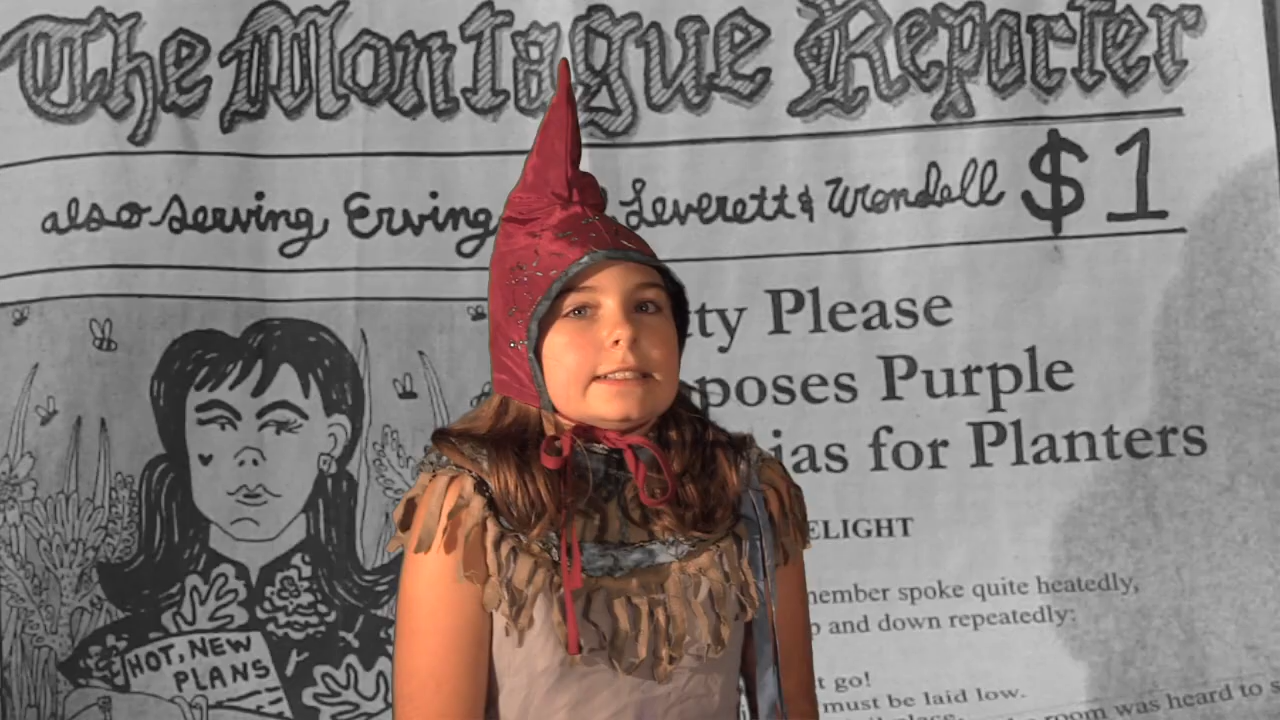 The Montague Reporter
also serving Erving Leverett & Wendell $1
ty Please
poses Purple
ias for Planters
ELIGHT
ember spoke quite heatedly,
and down repeatedly:
t go!
must be laid low.
room was heard to s
HOT, NEW
PLANS